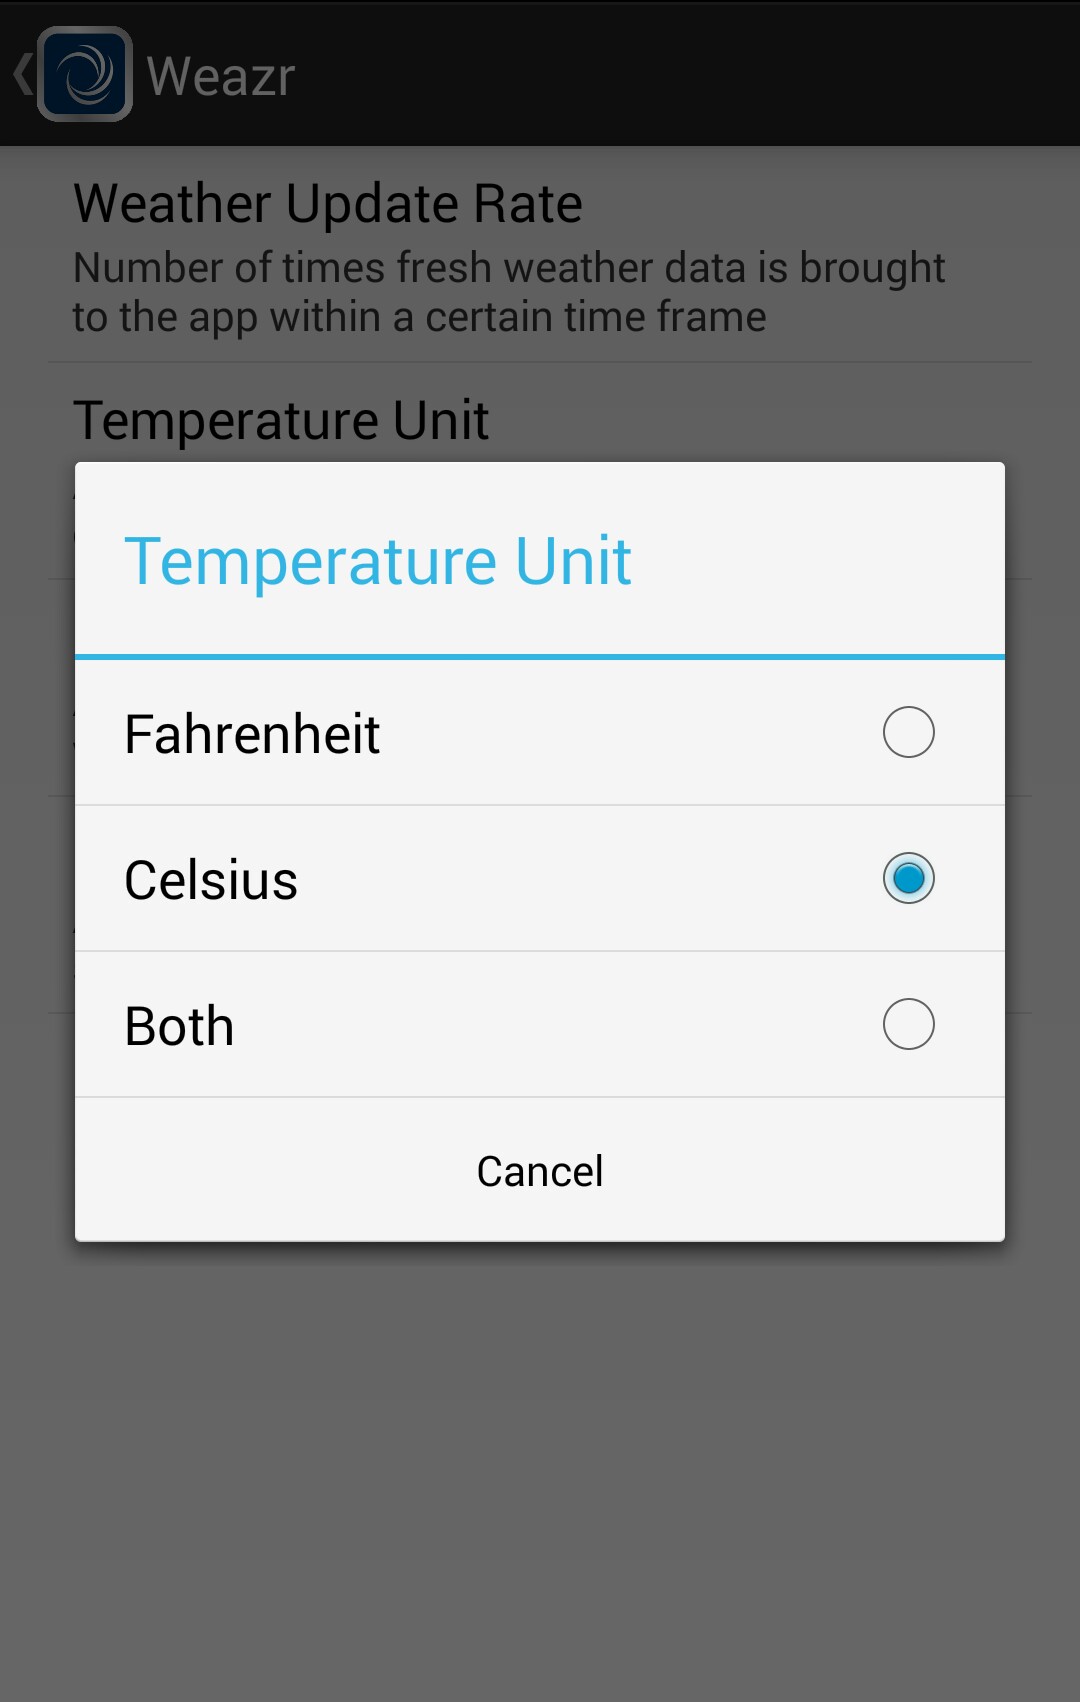 Weazr
Weather Update Rate
Number of times fresh weather data is brought
to the app within a certain time frame
Temperature Unit
Temperature Unit
Fahrenheit
Celsius
Both
Cancel